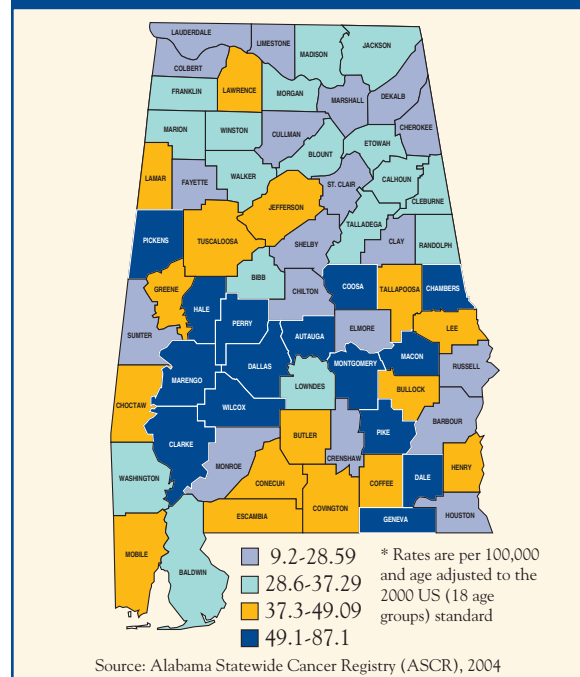 LAUDERDALE
LIMESTONE
MADISON
JACKSON
COLBERT
FRANKLIN
LAWRENCE
MORGAN
MARSHALL
DEKALB
MARION
WINSTON
CULLMAN
CHEROKEE
BLOUNT
ETOWAH
LAMAR
FAYETTE
WALKER
ST. CLAIR
CALHOUN
CLEBURNE
JEFFERSON
PICKENS
TUSCALOOSA
SHELBY
TALLADEGA
CLAY
RANDOLPH
BIBB
GREENE
HALE
CHILTON
COOSA
TALLAPOOSA
CHAMBERS
SUMTER
PERRY
AUTAUGA
ELMORE
LEE
MARENGO
DALLAS
MONTGOMERY
MACON
RUSSELL
CHOCTAW
WILCOX
LOWNDES
BULLOCK
CLARKE
BUTLER
CRENSHAW
PIKE
BARBOUR
WASHINGTON
MONROE
CONECUH
COFFEE
DALE
HENRY
ESCAMBIA
COVINGTON
GENEVA
HOUSTON
MOBILE
BALDWIN
9.2-28.59
28.6-37.29
37.3-49.09
49.1-87.1
* Rates are per 100,000
and age adjusted to the
2000 US (18 age
groups) standard
Source: Alabama Statewide Cancer Registry (ASCR), 2004